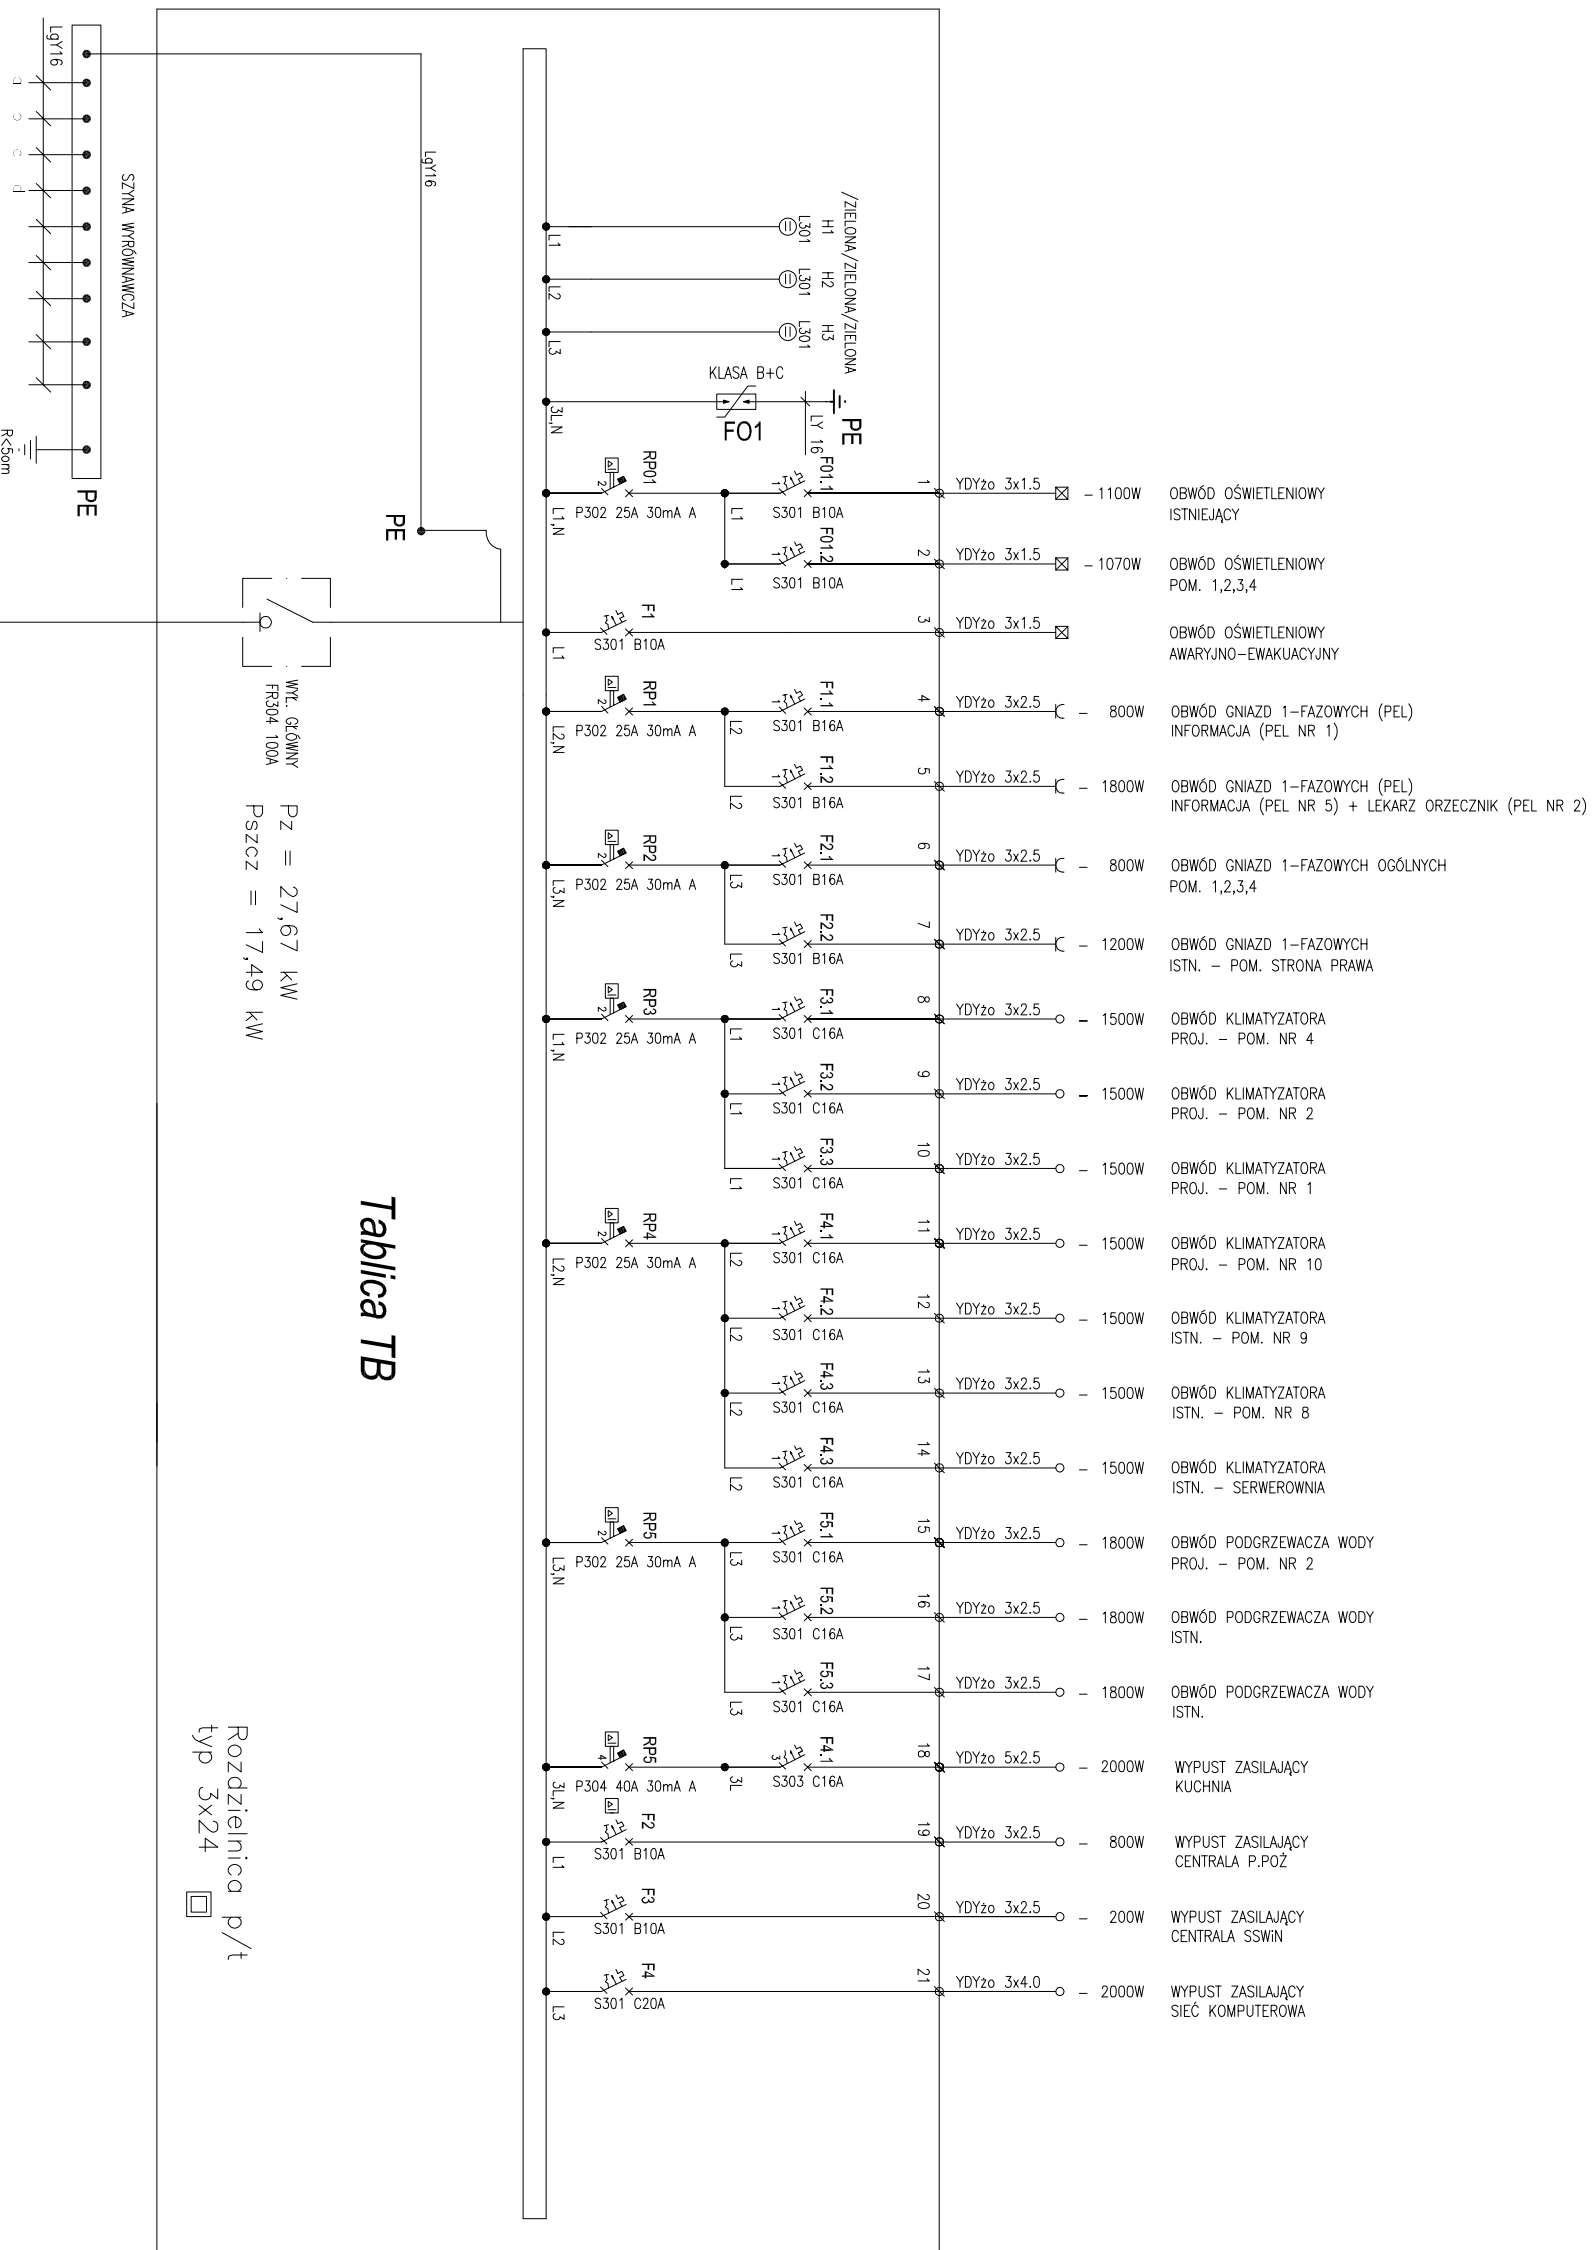 LgY16
SZYNA WYRÓWNAWCZA
PE
R<5om
LgY16
PE
/ZIELONA/ZIELONA/ZIELONA
H1
L301
L1
H2
L301
L2
H3
L301
L3
KLASA B+C
FO1
3L,N
LY 16
PE
RP01
P302 25A 30mA A
L1,N
F01.1
S301 B10A
L1
1
YDYżo 3x1.5
– 1100W
OBWÓD OŚWIETLENIOWY
ISTNIEJĄCY
F01.2
S301 B10A
L1
2
YDYżo 3x1.5
– 1070W
OBWÓD OŚWIETLENIOWY
POM. 1,2,3,4
F1
S301 B10A
L1
3
YDYżo 3x1.5
OBWÓD OŚWIETLENIOWY
AWARYJNO–EWAKUACYJNY
RP1
P302 25A 30mA A
L2,N
F1.1
S301 B16A
L2
4
YDYżo 3x2.5
– 800W
OBWÓD GNIAZD 1–FAZOWYCH (PEL)
INFORMACJA (PEL NR 1)
F1.2
S301 B16A
L2
5
YDYżo 3x2.5
– 1800W
OBWÓD GNIAZD 1–FAZOWYCH (PEL)
INFORMACJA (PEL NR 5) + LEKARZ ORZECZNIK (PEL NR 2)
RP2
P302 25A 30mA A
L3,N
F2.1
S301 B16A
L3
6
YDYżo 3x2.5
– 800W
OBWÓD GNIAZD 1–FAZOWYCH OGÓLNYCH
POM. 1,2,3,4
F2.2
S301 B16A
L3
7
YDYżo 3x2.5
– 1200W
OBWÓD GNIAZD 1–FAZOWYCH
ISTN. – POM. STRONA PRAWA
RP3
P302 25A 30mA A
L1,N
F3.1
S301 C16A
L1
8
YDYżo 3x2.5
– 1500W
OBWÓD KLIMATYZATORA
PROJ. – POM. NR 4
F3.2
S301 C16A
L1
9
YDYżo 3x2.5
– 1500W
OBWÓD KLIMATYZATORA
PROJ. – POM. NR 2
F3.3
S301 C16A
L1
10
YDYżo 3x2.5
– 1500W
OBWÓD KLIMATYZATORA
PROJ. – POM. NR 1
RP4
P302 25A 30mA A
L2,N
F4.1
S301 C16A
L2
11
YDYżo 3x2.5
– 1500W
OBWÓD KLIMATYZATORA
PROJ. – POM. NR 10
F4.2
S301 C16A
L2
12
YDYżo 3x2.5
– 1500W
OBWÓD KLIMATYZATORA
ISTN. – POM. NR 9
F4.3
S301 C16A
L2
13
YDYżo 3x2.5
– 1500W
OBWÓD KLIMATYZATORA
ISTN. – POM. NR 8
F4.3
S301 C16A
L2
14
YDYżo 3x2.5
– 1500W
OBWÓD KLIMATYZATORA
ISTN. – SERWEROWNIA
RP5
P302 25A 30mA A
L3,N
F5.1
S301 C16A
L3
15
YDYżo 3x2.5
– 1800W
OBWÓD PODGRZEWACZA WODY
PROJ. – POM. NR 2
F5.2
S301 C16A
L3
16
YDYżo 3x2.5
– 1800W
OBWÓD PODGRZEWACZA WODY
ISTN.
F5.3
S301 C16A
L3
17
YDYżo 3x2.5
– 1800W
OBWÓD PODGRZEWACZA WODY
ISTN.
RP5
P304 40A 30mA A
3L,N
F4.1
S303 C16A
3L
18
YDYżo 5x2.5
– 2000W
WYPUST ZASILAJĄCY
KUCHNIA
F2
S301 B10A
L1
19
YDYżo 3x2.5
– 800W
WYPUST ZASILAJĄCY
CENTRALA P.POŻ
F3
S301 B10A
L2
20
YDYżo 3x2.5
– 200W
WYPUST ZASILAJĄCY
CENTRALA SSWiN
F4
S301 C20A
L3
21
YDYżo 3x4.0
– 2000W
WYPUST ZASILAJĄCY
SIEĆ KOMPUTEROWA
WYŁ. GŁÓWNY
FR304 100A
Pz = 27,67 kW
Pszcz = 17,49 kW
Tablica TB
Rozdzielnica p/t
typ 3x24